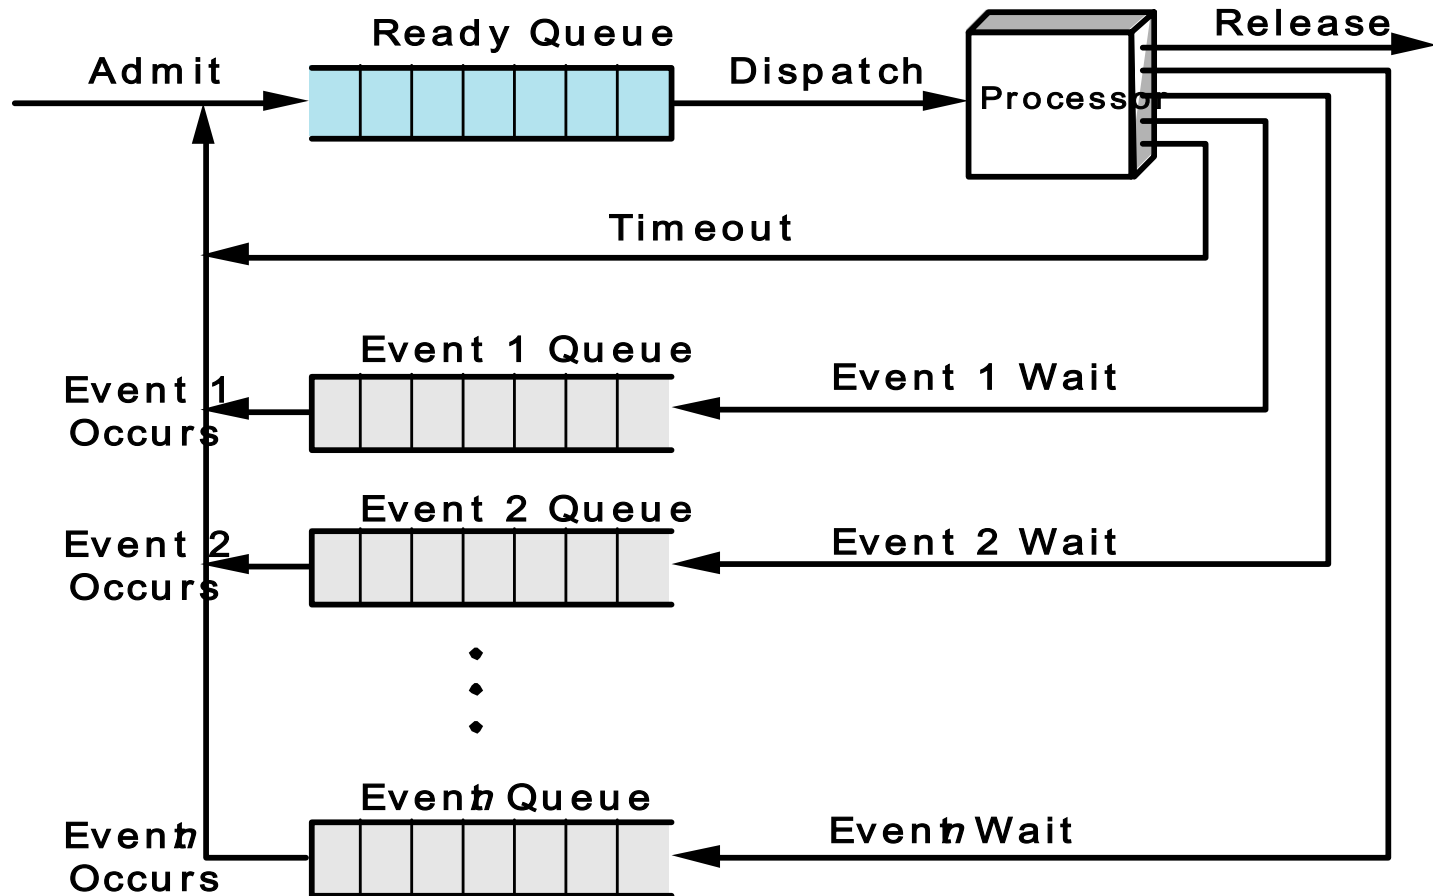 Ready Queue
Release
Admit
Dispatch
Processor
Timeout
Event 1 Queue
Event 1 Wait
Event 1
Occurs
Event 2 Queue
Event 2 Wait
Event 2
Occurs
Event n Queue
Event n Wait
Event n
Occurs